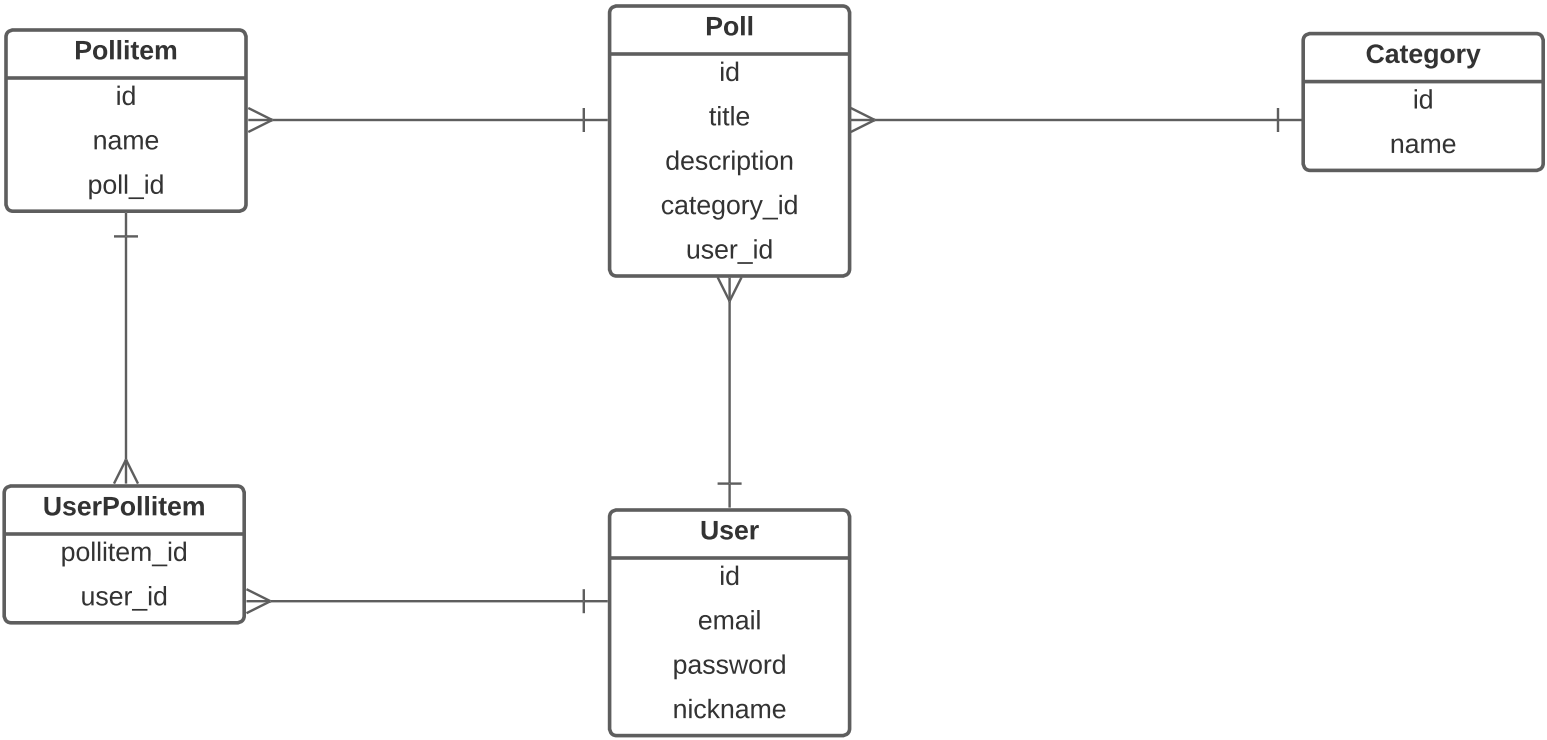 Pollitem
id
name
poll_id
Poll
id
title
description
category_id
user_id
Category
id
name
UserPollitem
pollitem_id
user_id
User
id
email
password
nickname